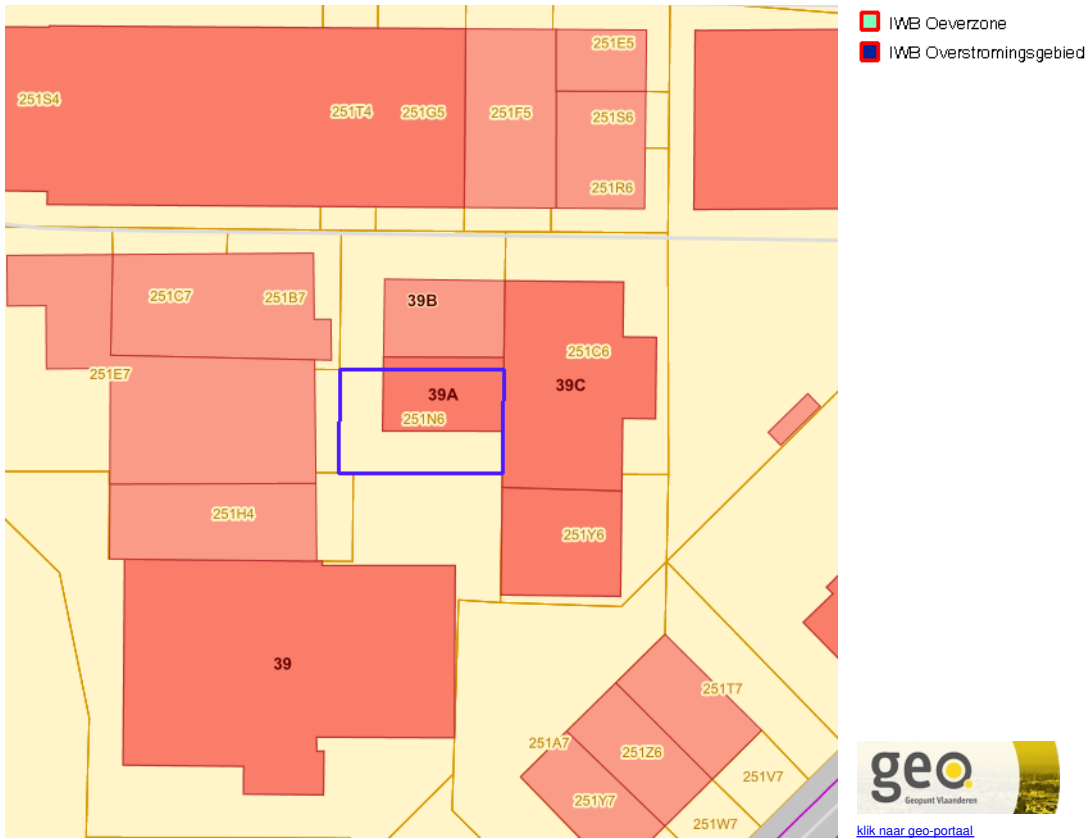 IWB Oeverzone
IWB Overstromingsgebied
251E5
251S4
251T4
251G5
251F5
251S6
251R6
251C7
251B7
39B
251C6
251E7
39A
39C
251N6
251H4
251Y6
39
251T7
251A7
251Z6
251V7
251Y7
251W7
geo
Geopunt Vlaanderen
klik naar geo-portaal